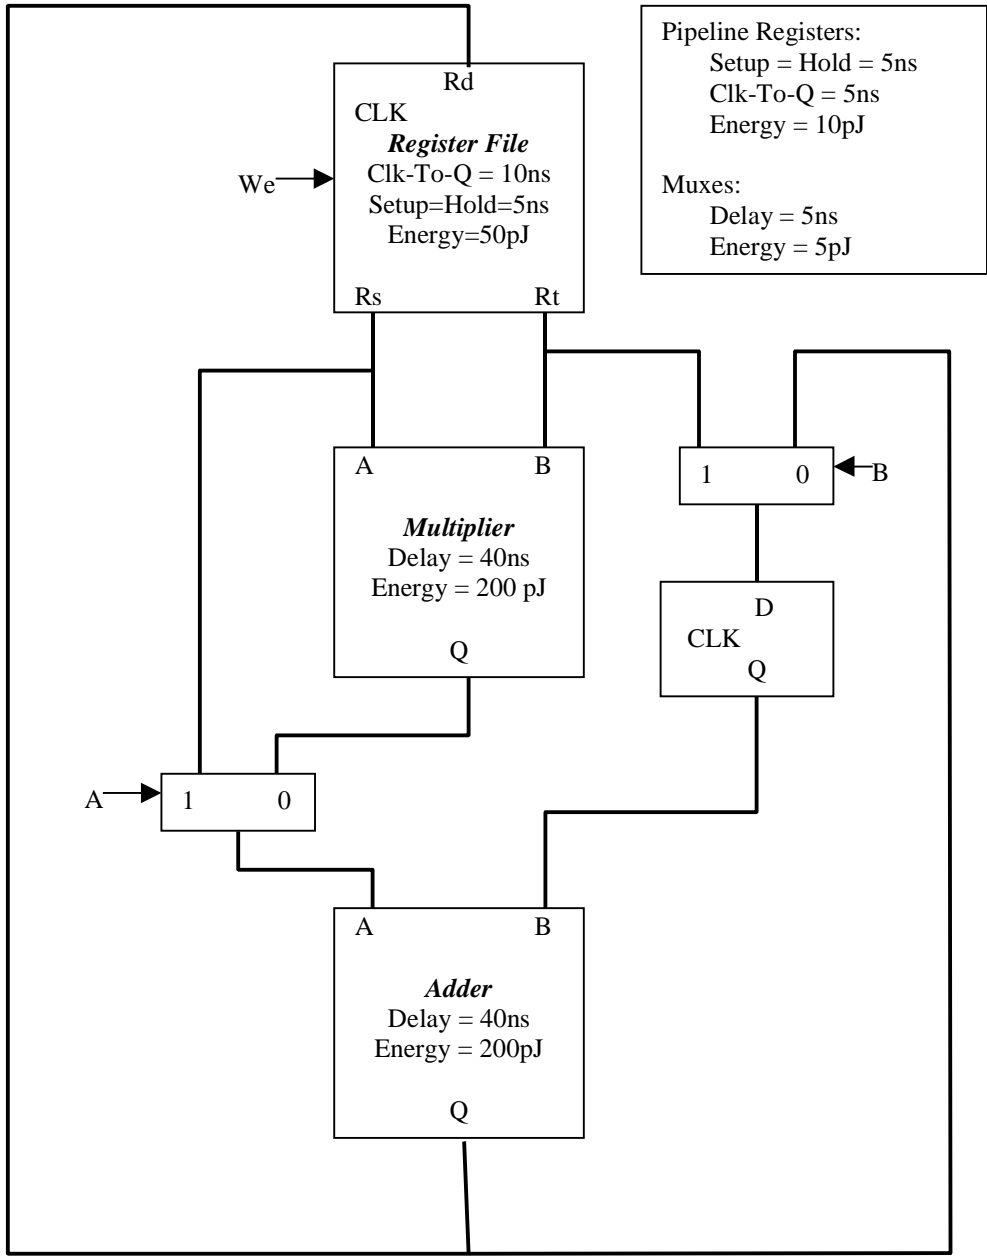 Pipeline Registers:
Setup = Hold = 5ns
Clk-To-Q = 5ns
Energy = 10pJ
Muxes:
Delay = 5ns
Energy = 5pJ
Rd
CLK
Register File
Clk-To-Q = 10ns
Setup=Hold=5ns
Energy=50pJ
We
Rs Rt
A B
Multiplier
Delay = 40ns
Energy = 200 pJ
Q
1 0
B
D
CLK
Q
A
1 0
A B
Adder
Delay = 40ns
Energy = 200pJ
Q